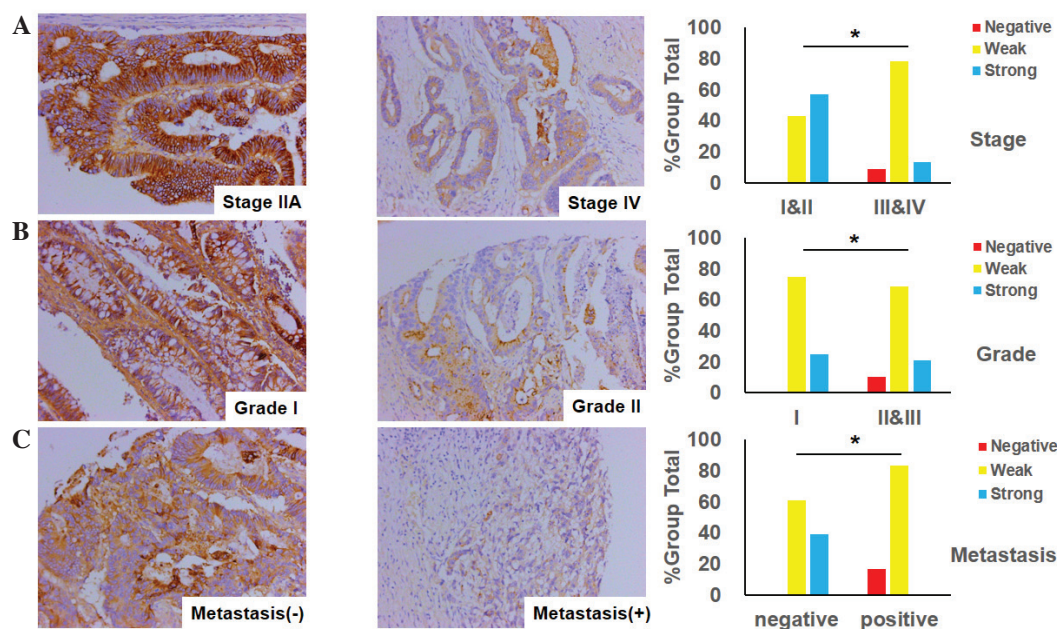 A
Stage IIA
Stage IV
%Group Total
100
80
60
40
20
0
*
Negative
Weak
Strong
Stage
I&II III&IV
B
Grade I
Grade II
%Group Total
100
80
60
40
20
0
*
Negative
Weak
Strong
Grade
I II&III
C
Metastasis(-)
Metastasis(+)
%Group Total
100
80
60
40
20
0
*
Negative
Weak
Strong
Metastasis
negative positive